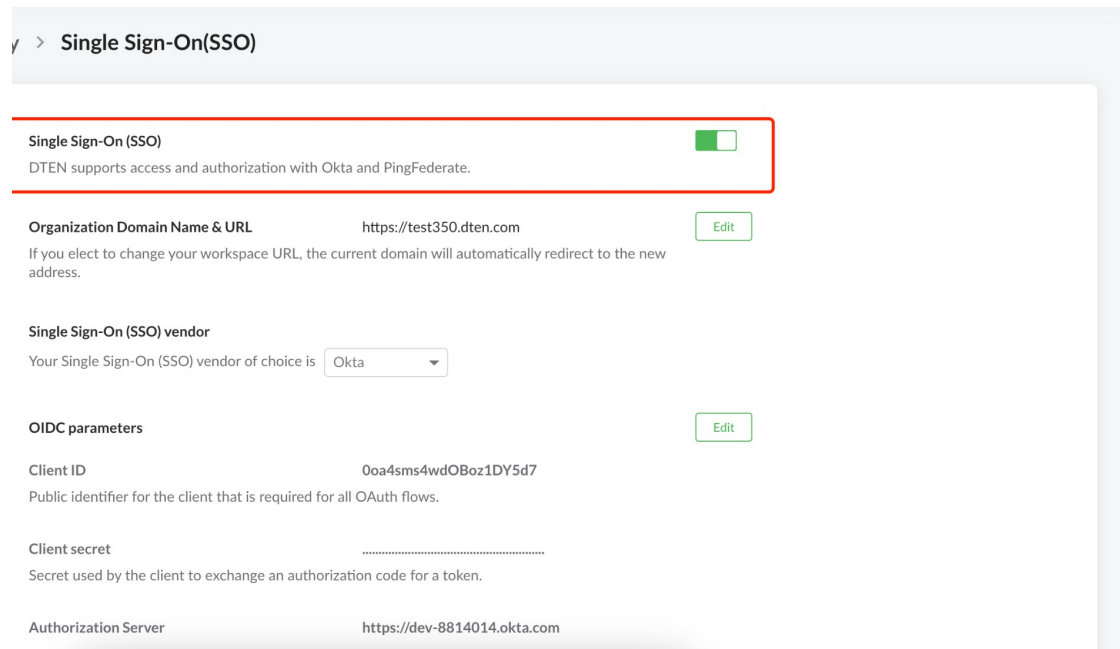 > Single Sign-On(SSO)
Single Sign-On (SSO)
DTEN supports access and authorization with Okta and PingFederate.
Organization Domain Name & URL https://test350.dten.com Edit
If you elect to change your workspace URL, the current domain will automatically redirect to the new
address.
Single Sign-On (SSO) vendor
Your Single Sign-On (SSO) vendor of choice is Okta
OIDC parameters Edit
Client ID 0oa4sms4wdOBoz1DY5d7
Public identifier for the client that is required for all OAuth flows.
Client secret ........................................................
Secret used by the client to exchange an authorization code for a token.
Authorization Server https://dev-8814014.okta.com